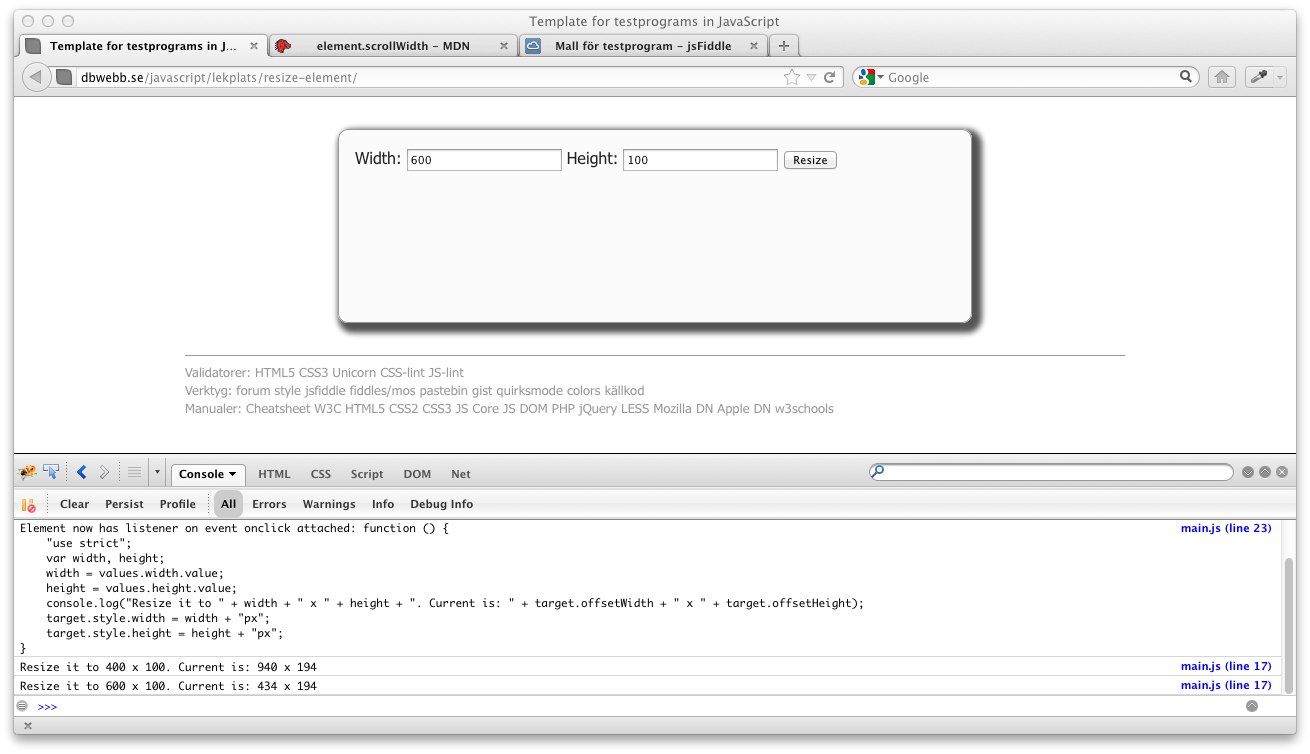 Template for testprograms in JavaScript
Template for testprograms in J... element.scrollWidth – MDN Mall för testprogram – jsFiddle
dbwebb.se/javascript/lekplats/resize-element/ Google
Width: 600 Height: 100 Resize
Validatorer: HTML5 CSS3 Unicorn CSS-lint JS-lint
Verktyg: forum style jsfiddle fiddles/mos pastebin gist quirksmode colors källkod
Manualer: Cheatsheet W3C HTML5 CSS2 CSS3 JS Core JS DOM PHP jQuery LESS Mozilla DN Apple DN w3schools
Console HTML CSS Script DOM Net
Clear Persist Profile All Errors Warnings Info Debug Info
Element now has listener on event onclick attached: function () { main.js (line 23)
"use strict";
var width, height;
width = values.width.value;
height = values.height.value;
console.log("Resize it to " + width + " x " + height + ". Current is: " + target.offsetWidth + " x " + target.offsetHeight);
target.style.width = width + "px";
target.style.height = height + "px";
}
Resize it to 400 x 100. Current is: 940 x 194 main.js (line 17)
Resize it to 600 x 100. Current is: 434 x 194 main.js (line 17)
>>>